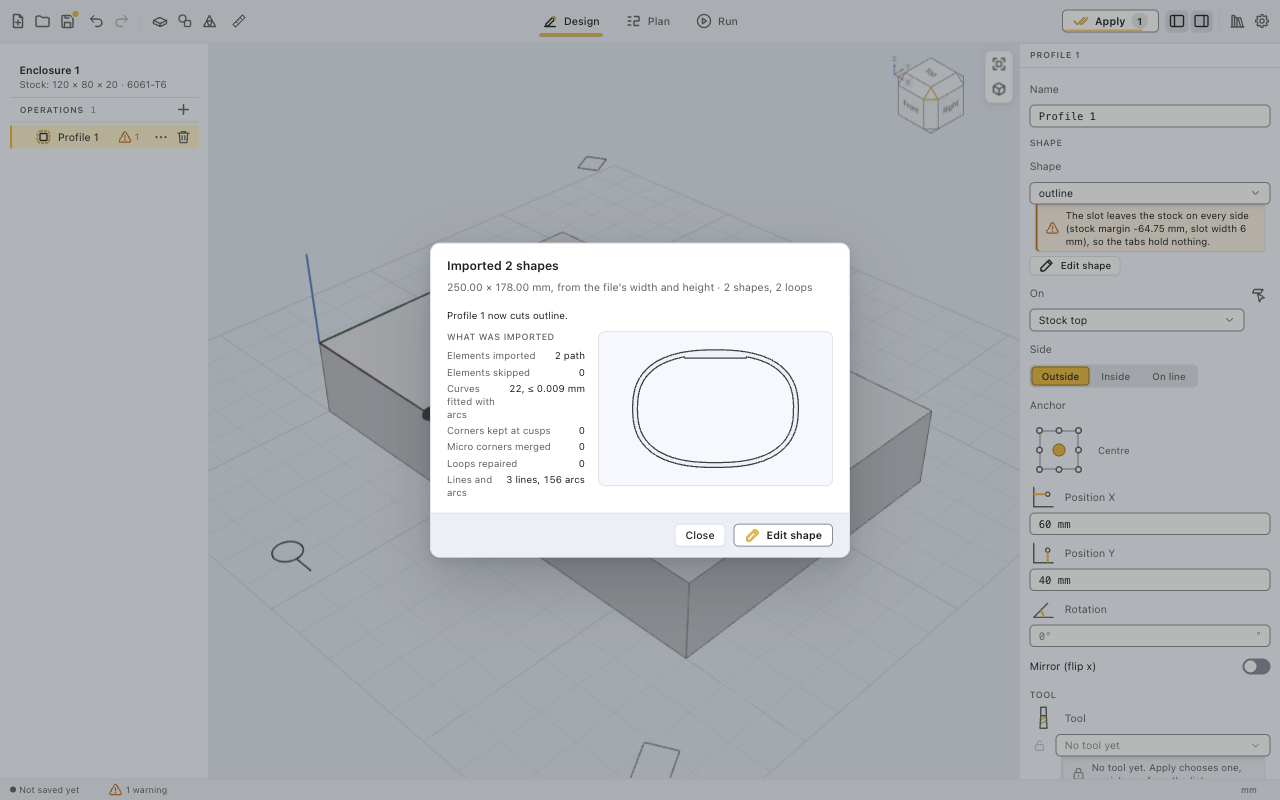 Design
Plan
Run
Apply 1
Enclosure 1
Stock: 120 × 80 × 20 · 6061-T6
OPERATIONS 1
Profile 1
1
Top
Front
Right
Z
Imported 2 shapes
250.00 × 178.00 mm, from the file's width and height · 2 shapes, 2 loops
Profile 1 now cuts outline.
WHAT WAS IMPORTED
Elements imported 2 path
Elements skipped 0
Curves fitted with arcs 22, ≤ 0.009 mm
Corners kept at cusps 0
Micro corners merged 0
Loops repaired 0
Lines and arcs 3 lines, 156 arcs
Close
Edit shape
PROFILE 1
Name
Profile 1
SHAPE
Shape
outline
The slot leaves the stock on every side
(stock margin -64.75 mm, slot width 6
mm), so the tabs hold nothing.
Edit shape
On
Stock top
Side
Outside
Inside
On line
Anchor
Centre
Position X
60 mm
Position Y
40 mm
Rotation
0° °
Mirror (flip x)
TOOL
Tool
No tool yet
No tool yet. Apply chooses one,
Not saved yet
1 warning
mm